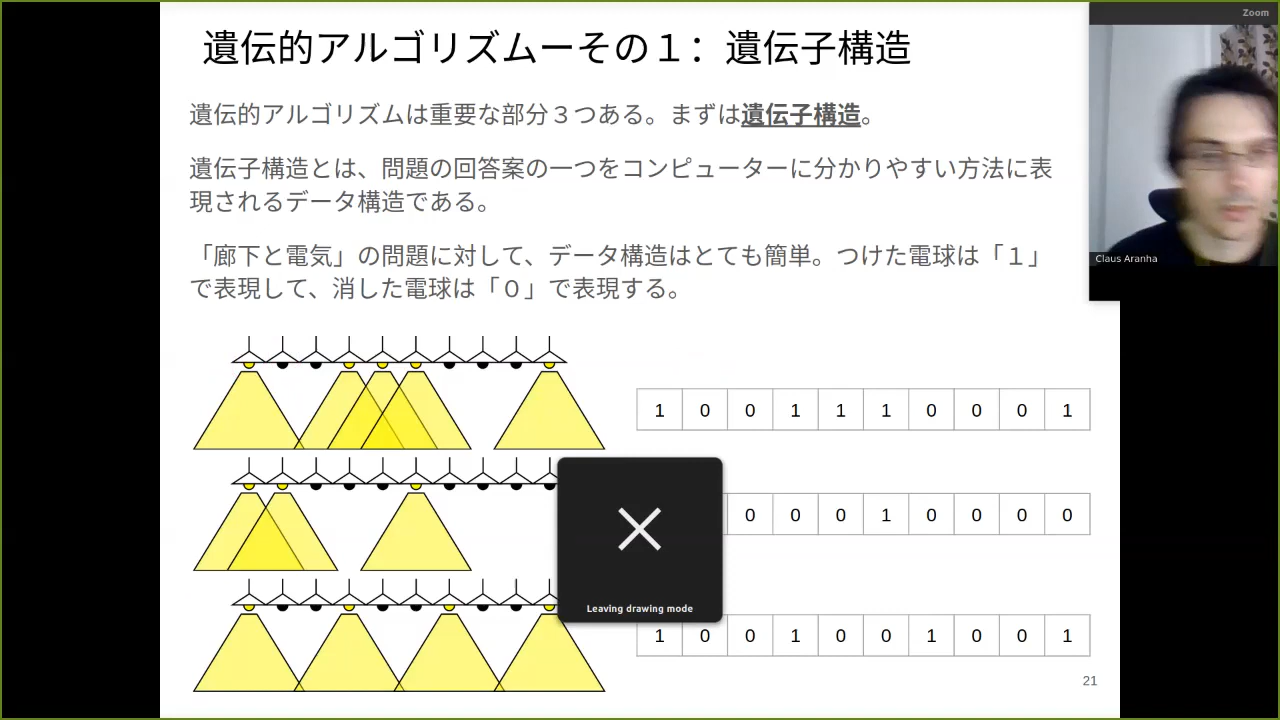 遺伝的アルゴリズムーその１：遺伝子構造
Zoom
遺伝的アルゴリズムは重要な部分３つある。まずは遺伝子構造。
遺伝子構造とは、問題の回答案の一つをコンピューターに分かりやすい方法に表
現されるデータ構造である。
Claus Aranha
「廊下と電気」の問題に対して、データ構造はとても簡単。つけた電球は「１」
で表現して、消した電球は「０」で表現する。
1 0 0 1 1 1 0 0 0 1
0 0 0 1 0 0 0 0
Leaving drawing mode
1 0 0 1 0 0 1 0 0 1
21